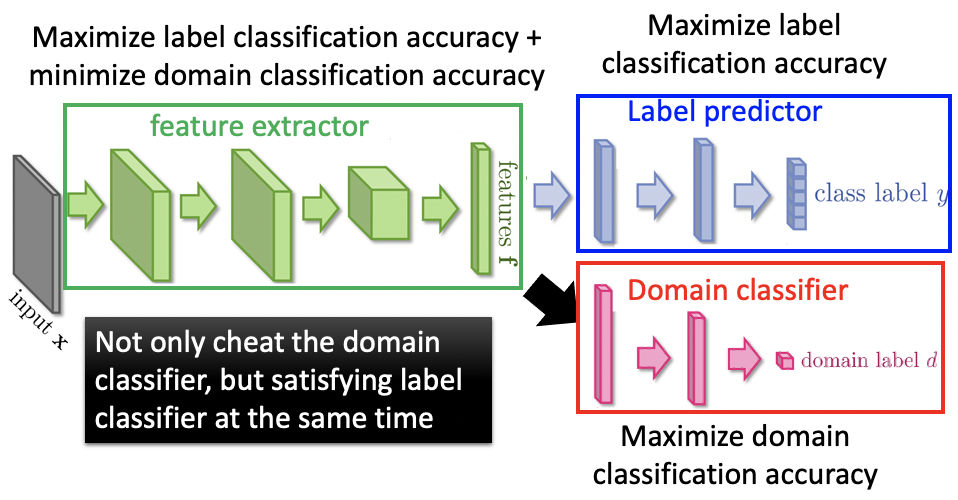 Maximize label classification accuracy +
minimize domain classification accuracy
Maximize label
classification accuracy
feature extractor
features f
input x
Label predictor
class label y
Domain classifier
domain label d
Not only cheat the domain
classifier, but satisfying label
classifier at the same time
Maximize domain
classification accuracy